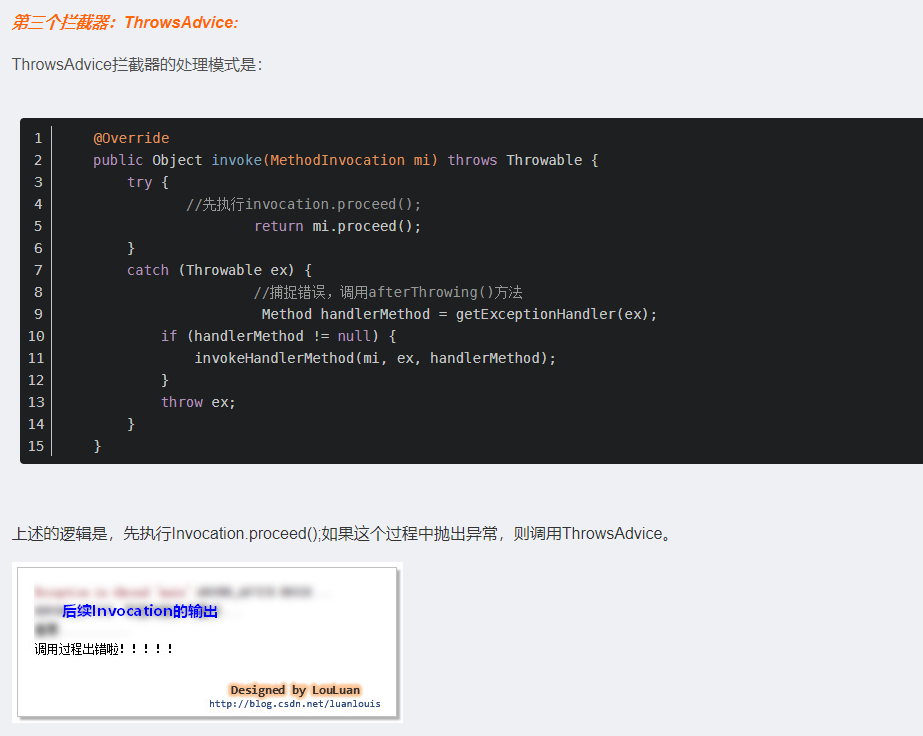 第三个拦截器：ThrowsAdvice:
ThrowsAdvice拦截器的处理模式是：
1 @Override
2 public Object invoke(MethodInvocation mi) throws Throwable {
3 try {
4 //先执行invocation.proceed();
5 return mi.proceed();
6 }
7 catch (Throwable ex) {
8 //捕捉错误，调用afterThrowing()方法
9 Method handlerMethod = getExceptionHandler(ex);
10 if (handlerMethod != null) {
11 invokeHandlerMethod(mi, ex, handlerMethod);
12 }
13 throw ex;
14 }
15 }
上述的逻辑是，先执行Invocation.proceed();如果这个过程中抛出异常，则调用ThrowsAdvice。
后续Invocation的输出
调用过程出错啦！！！！！
Designed by LouLuan
http://blog.csdn.net/luanlouis